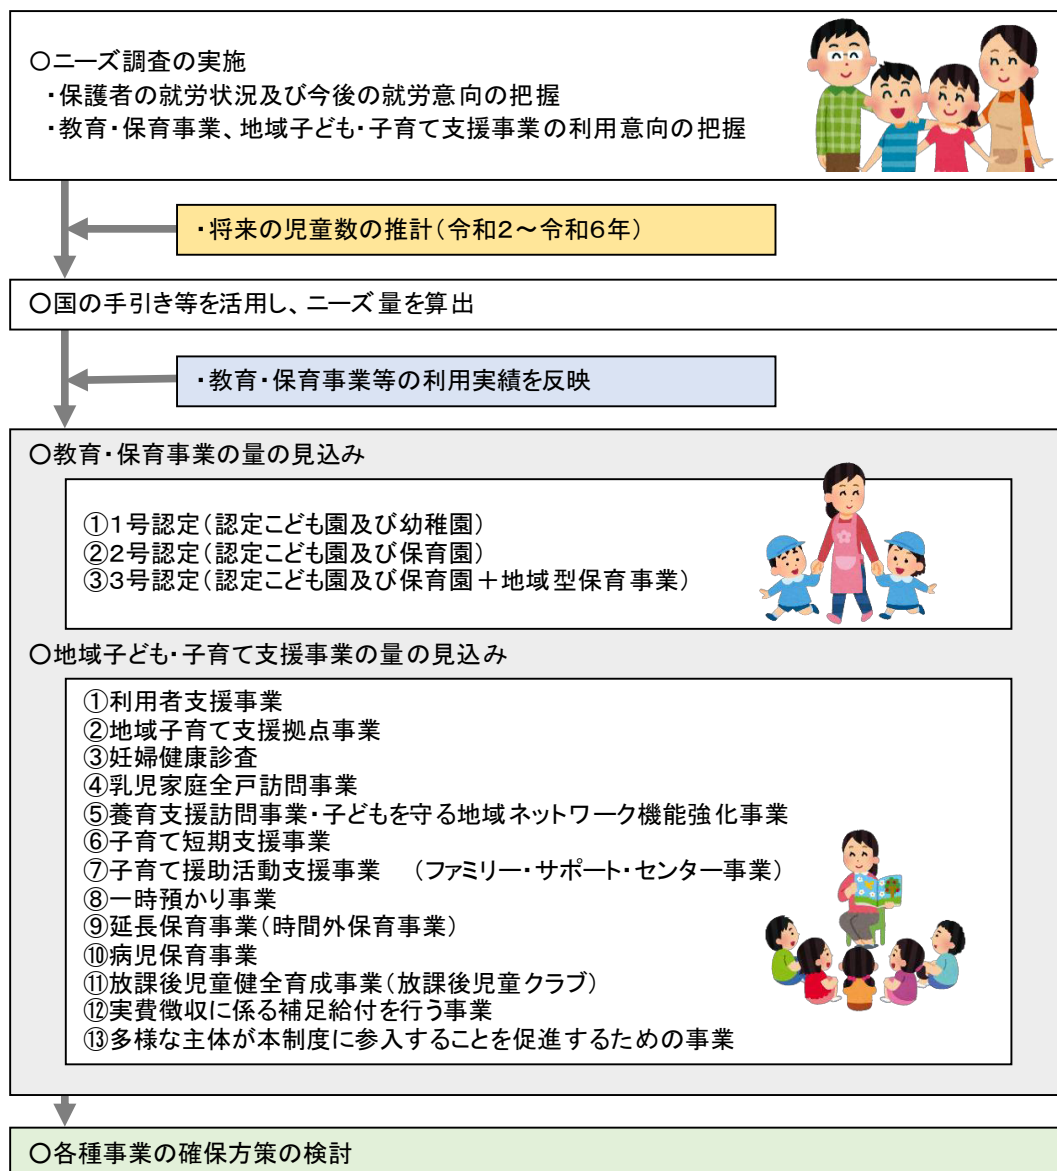 〇ニーズ調査の実施
・保護者の就労状況及び今後の就労意向の把握
・教育・保育事業、地域子ども・子育て支援事業の利用意向の把握
・将来の児童数の推計（令和２～令和６年）
〇国の手引き等を活用し、ニーズ量を算出
・教育・保育事業等の利用実績を反映
〇教育・保育事業の量の見込み
①１号認定（認定こども園及び幼稚園）
②２号認定（認定こども園及び保育園）
③３号認定（認定こども園及び保育園＋地域型保育事業）
〇地域子ども・子育て支援事業の量の見込み
①利用者支援事業
②地域子育て支援拠点事業
③妊婦健康診査
④乳児家庭全戸訪問事業
⑤養育支援訪問事業・子どもを守る地域ネットワーク機能強化事業
⑥子育て短期支援事業
⑦子育て援助活動支援事業　（ファミリー・サポート・センター事業）
⑧一時預かり事業
⑨延長保育事業（時間外保育事業）
⑩病児保育事業
⑪放課後児童健全育成事業（放課後児童クラブ）
⑫実費徴収に係る補足給付を行う事業
⑬多様な主体が本制度に参入することを促進するための事業
〇各種事業の確保方策の検討